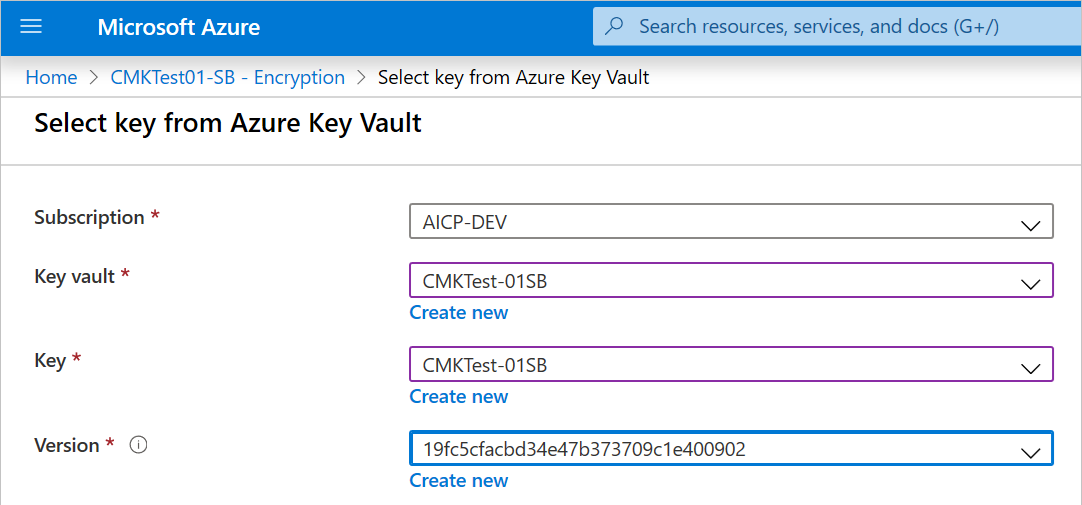 Microsoft Azure
Search resources, services, and docs (G+/)
Home > CMKTest01-SB - Encryption > Select key from Azure Key Vault
Select key from Azure Key Vault
Subscription *
AICP-DEV
Key vault *
CMKTest-01SB
Create new
Key *
CMKTest-01SB
Create new
Version *
19fc5cfacbd34e47b373709c1e400902
Create new